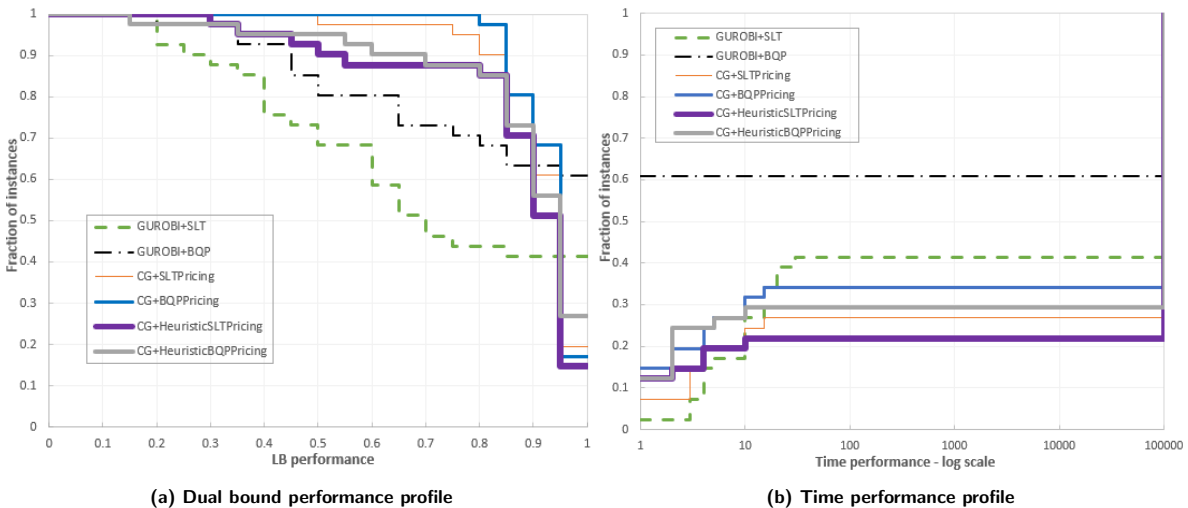 1
0.9
0.8
0.7
0.6
0.5
0.4
0.3
0.2
0.1
0
Fraction of instances
GUROBI+SLT
GUROBI+BQP
CG+SLTPricing
CG+BQPPricing
CG+HeuristicSLTPricing
CG+HeuristicBQPPricing
0 0.1 0.2 0.3 0.4 0.5 0.6 0.7 0.8 0.9 1
LB performance
(a) Dual bound performance profile
1
0.9
0.8
0.7
0.6
0.5
0.4
0.3
0.2
0.1
0
Fraction of instances
GUROBI+SLT
GUROBI+BQP
CG+SLTPricing
CG+BQPPricing
CG+HeuristicSLTPricing
CG+HeuristicBQPPricing
1 10 100 1000 10000 100000
Time performance - log scale
(b) Time performance profile